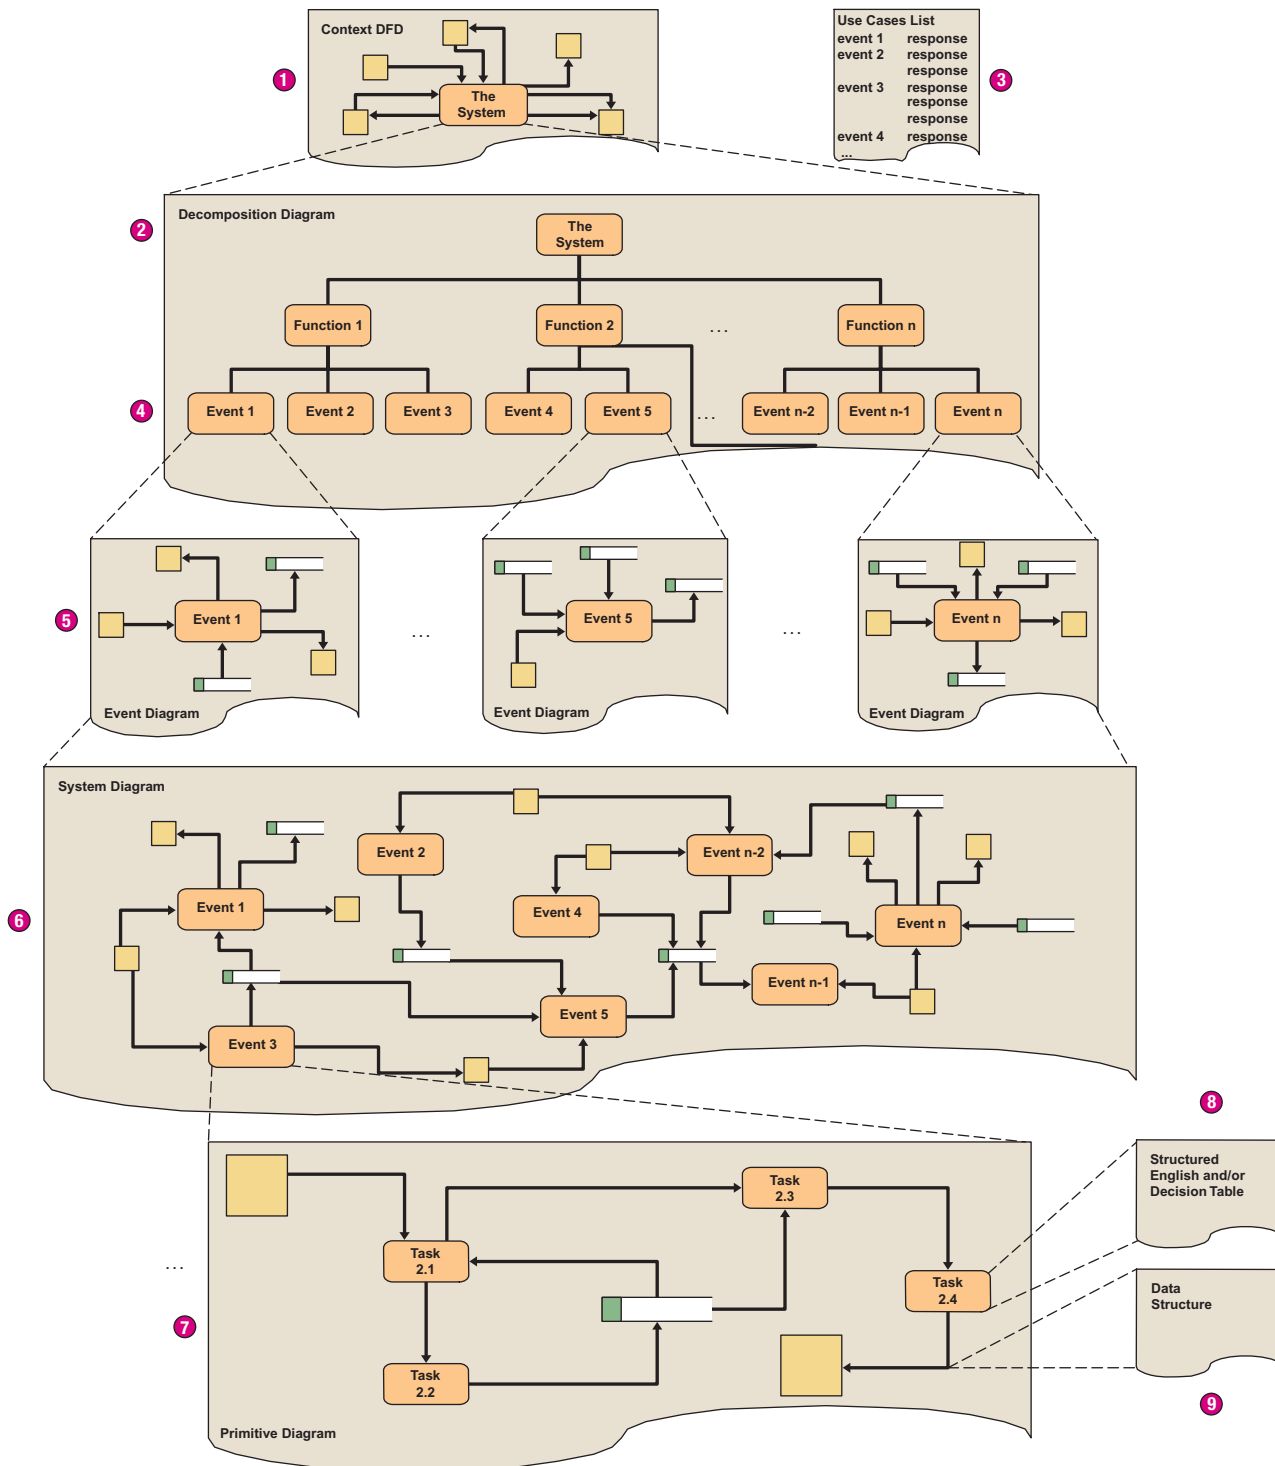 Context DFD
1
The
System
Use Cases List
event 1 response
event 2 response
response
event 3 response
response
response
event 4 response
...
3
2
Decomposition Diagram
The
System
Function 1
Function 2
...
Function n
4
Event 1
Event 2
Event 3
Event 4
Event 5
...
Event n-2
Event n-1
Event n
5
Event 1
Event Diagram
...
Event 5
Event Diagram
...
Event n
Event Diagram
System Diagram
6
Event 1
Event 2
Event 3
Event 4
Event 5
Event n-2
Event n-1
Event n
...
7
Task
2.1
Task
2.2
Task
2.3
Task
2.4
Primitive Diagram
8
Structured
English and/or
Decision Table
Data
Structure
9